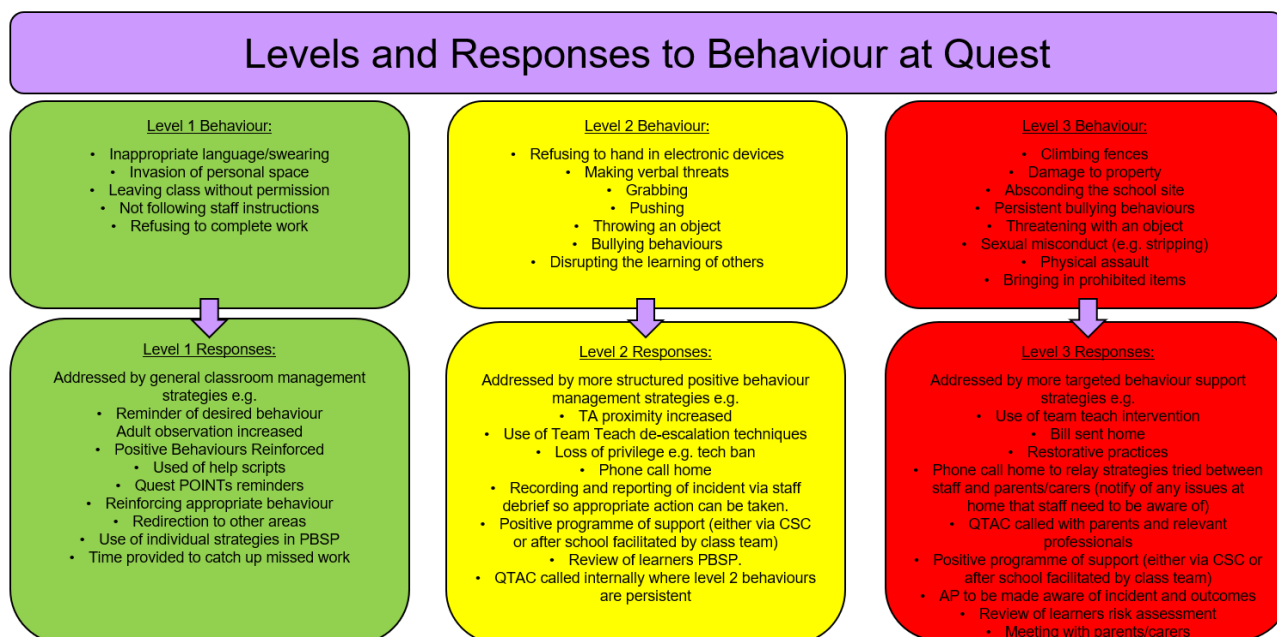 Levels and Responses to Behaviour at Quest
Level 1 Behaviour:
• Inappropriate language/swearing
• Invasion of personal space
• Leaving class without permission
• Not following staff instructions
• Refusing to complete work
Level 2 Behaviour:
• Refusing to hand in electronic devices
• Making verbal threats
• Grabbing
• Pushing
• Throwing an object
• Bullying behaviours
• Disrupting the learning of others
Level 3 Behaviour:
• Climbing fences
• Damage to property
• Absconding the school site
• Persistent bullying behaviours
• Threatening with an object
• Sexual misconduct (e.g. stripping)
• Physical assault
• Bringing in prohibited items
Level 1 Responses:
Addressed by general classroom management
strategies e.g.
• Reminder of desired behaviour
Adult observation increased
• Positive Behaviours Reinforced
• Used of help scripts
• Quest POINTs reminders
• Reinforcing appropriate behaviour
• Redirection to other areas
• Use of individual strategies in PBSP
• Time provided to catch up missed work
Level 2 Responses:
Addressed by more structured positive behaviour
management strategies e.g.
• TA proximity increased
• Use of Team Teach de-escalation techniques
• Loss of privilege e.g. tech ban
• Phone call home
• Recording and reporting of incident via staff
debrief so appropriate action can be taken.
• Positive programme of support (either via CSC
or after school facilitated by class team)
• Review of learners PBSP.
• QTAC called internally where level 2 behaviours
are persistent
Level 3 Responses:
Addressed by more targeted behaviour support
strategies e.g.
• Use of team teach intervention
• Bill sent home
• Restorative practices
• Phone call home to relay strategies tried between
staff and parents/carers (notify of any issues at
home that staff need to be aware of)
• QTAC called with parents and relevant
professionals
• Positive programme of support (either via CSC or
after school facilitated by class team)
• AP to be made aware of incident and outcomes
• Review of learners risk assessment
• Meeting with parents/carers